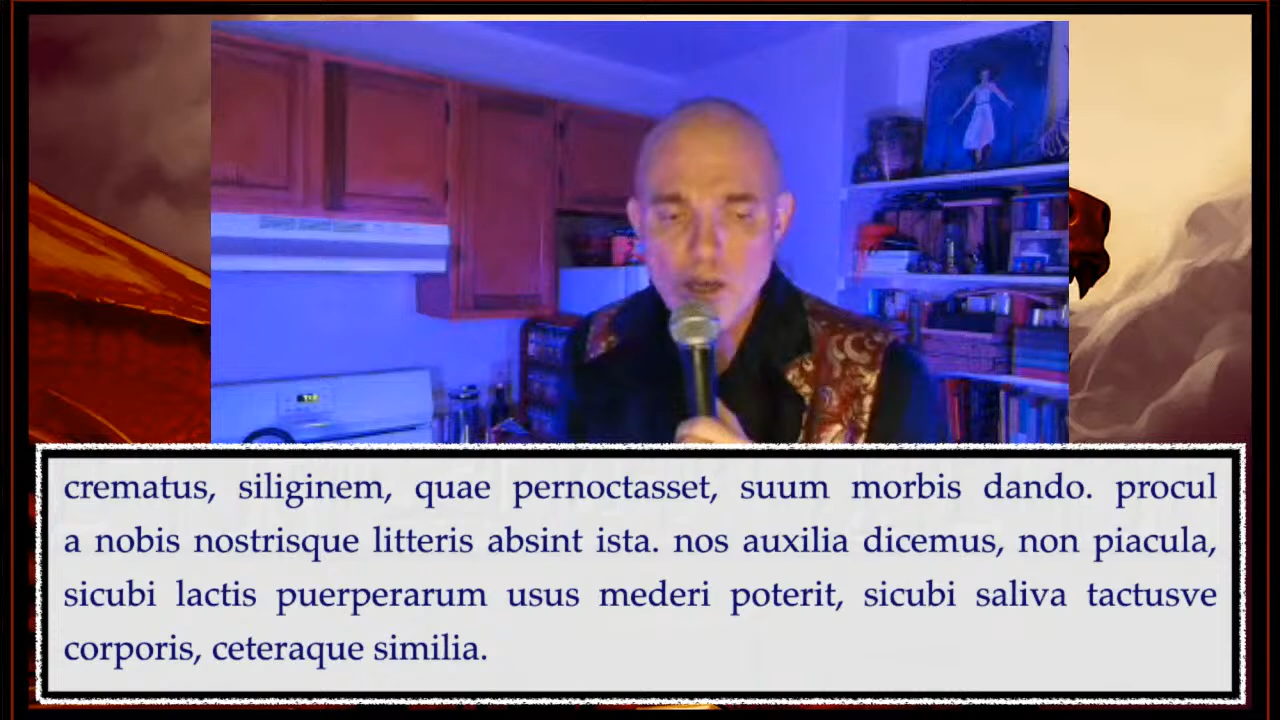 crematus, siliginem, quae pernoctasset, suum morbis dando. procul
a nobis nostrisque litteris absint ista. nos auxilia dicemus, non piacula,
sicubi lactis puerperarum usus mederi poterit, sicubi saliva tactusve
corporis, ceteraque similia.